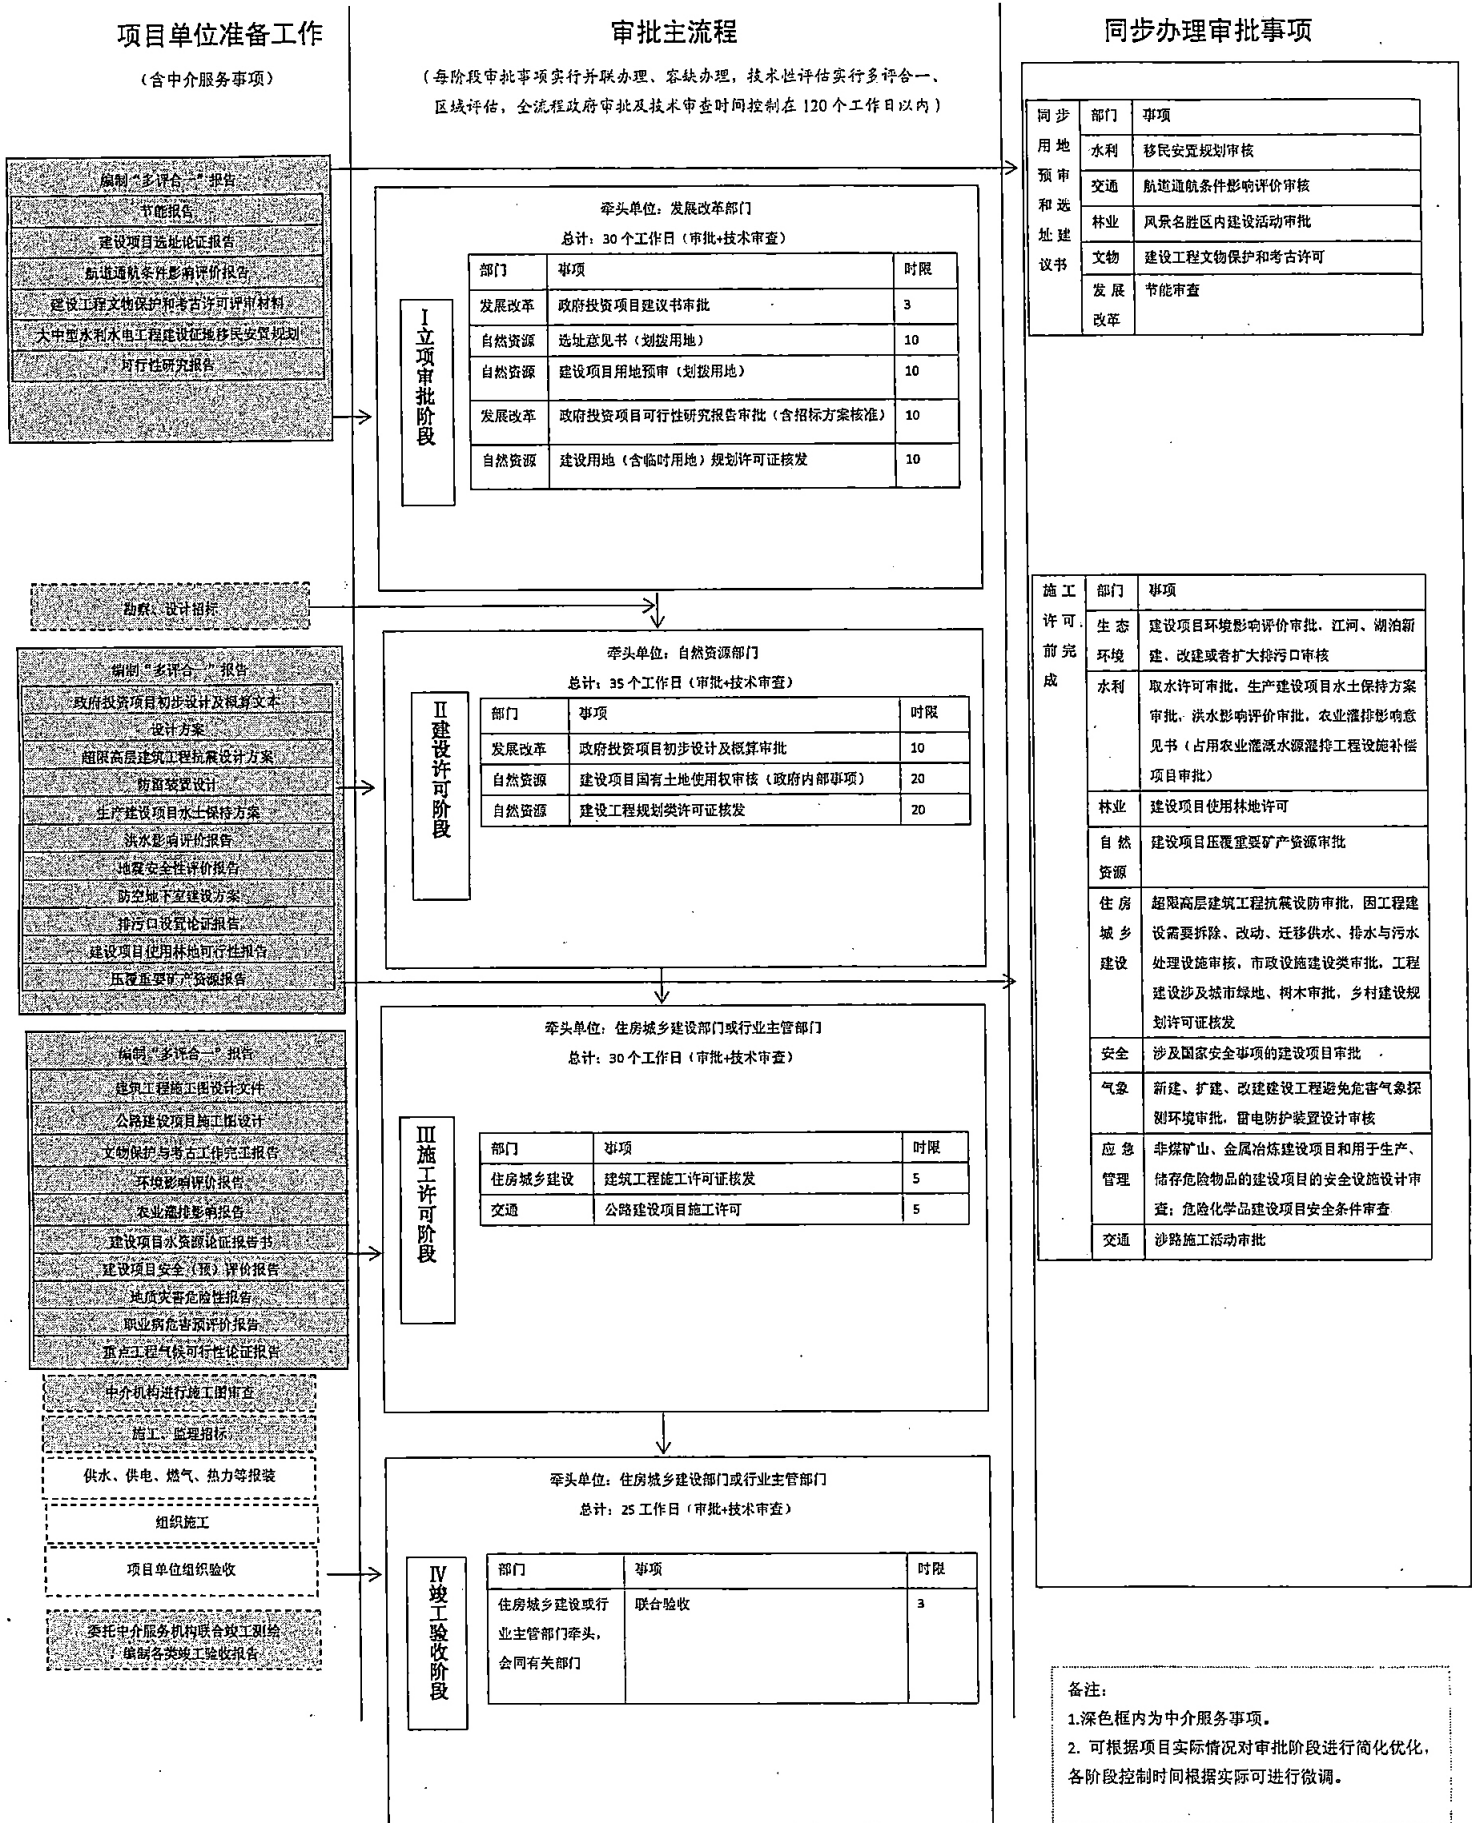 项目单位准备工作
（含中介服务事项）
编制“多评合一”报告
节能报告
建设项目选址论证报告
航道通航条件影响评价报告
建设工程文物保护和考古许可评审材料
大中型水利水电工程建设征地移民安置规划
可行性研究报告
勘察、设计招标
编制“多评合一”报告
政府投资项目初步设计及概算文本
设计方案
超限高层建筑工程抗震设计方案
防雷装置设计
生产建设项目水土保持方案
洪水影响评价报告
地震安全性评价报告
防空地下室建设方案
排污口设置论证报告
建设项目使用林地可行性报告
压覆重要矿产资源报告
编制“多评合一”报告
建筑工程施工图设计文件
公路建设项目施工图设计
文物保护与考古工作完工报告
环境影响评价报告
农业灌排影响报告
建设项目水资源论证报告书
建设项目安全（预）评价报告
地质灾害危险性报告
职业病危害预评价报告
重点工程气候可行性论证报告
中介机构进行施工图审查
施工、监理招标
供水、供电、燃气、热力等报装
组织施工
项目单位组织验收
委托中介服务机构联合竣工测绘
编制各类竣工验收报告
审批主流程
（每阶段审批事项实行并联办理、容缺办理，技术性评估实行多评合一、
区域评估，全流程政府审批及技术审查时间控制在 120 个工作日以内）
牵头单位：发展改革部门
总计：30 个工作日（审批+技术审查）
Ⅰ立项审批阶段
部门 事项 时限
发展改革 政府投资项目建议书审批 3
自然资源 选址意见书（划拨用地） 10
自然资源 建设项目用地预审（划拨用地） 10
发展改革 政府投资项目可行性研究报告审批（含招标方案核准） 10
自然资源 建设用地（含临时用地）规划许可证核发 10
牵头单位：自然资源部门
总计：35 个工作日（审批+技术审查）
Ⅱ建设许可阶段
部门 事项 时限
发展改革 政府投资项目初步设计及概算审批 10
自然资源 建设项目国有土地使用权审核（政府内部事项） 20
自然资源 建设工程规划类许可证核发 20
牵头单位：住房城乡建设部门或行业主管部门
总计：30 个工作日（审批+技术审查）
Ⅲ施工许可阶段
部门 事项 时限
住房城乡建设 建筑工程施工许可证核发 5
交通 公路建设项目施工许可 5
牵头单位：住房城乡建设部门或行业主管部门
总计：25 工作日（审批+技术审查）
Ⅳ竣工验收阶段
部门 事项 时限
住房城乡建设或行 联合验收 3
业主管部门牵头，
会同有关部门
同步办理审批事项
同步 部门 事项
用地 水利 移民安置规划审核
预审 交通 航道通航条件影响评价审核
和选 林业 风景名胜区内建设活动审批
址建 文物 建设工程文物保护和考古许可
议书 发展 节能审查
改革
施工 部门 事项
许可 生态 建设项目环境影响评价审批，江河、湖泊新
前完 环境 建、改建或者扩大排污口审核
成 水利 取水许可审批，生产建设项目水土保持方案
审批，洪水影响评价审批，农业灌排影响意
见书（占用农业灌溉水源灌排工程设施补偿
项目审批）
林业 建设项目使用林地许可
自然 建设项目压覆重要矿产资源审批
资源
住房 超限高层建筑工程抗震设防审批，因工程建
城乡 设需要拆除、改动、迁移供水、排水与污水
建设 处理设施审核，市政设施建设类审批，工程
建设涉及城市绿地、树木审批，乡村建设规
划许可证核发
安全 涉及国家安全事项的建设项目审批
气象 新建、扩建、改建建设工程避免危害气象探
测环境审批，雷电防护装置设计审核
应急 非煤矿山、金属冶炼建设项目和用于生产、
管理 储存危险物品的建设项目的安全设施设计审
查；危险化学品建设项目安全条件审查
交通 涉路施工活动审批
备注：
1.深色框内为中介服务事项。
2. 可根据项目实际情况对审批阶段进行简化优化，
各阶段控制时间根据实际可进行微调。